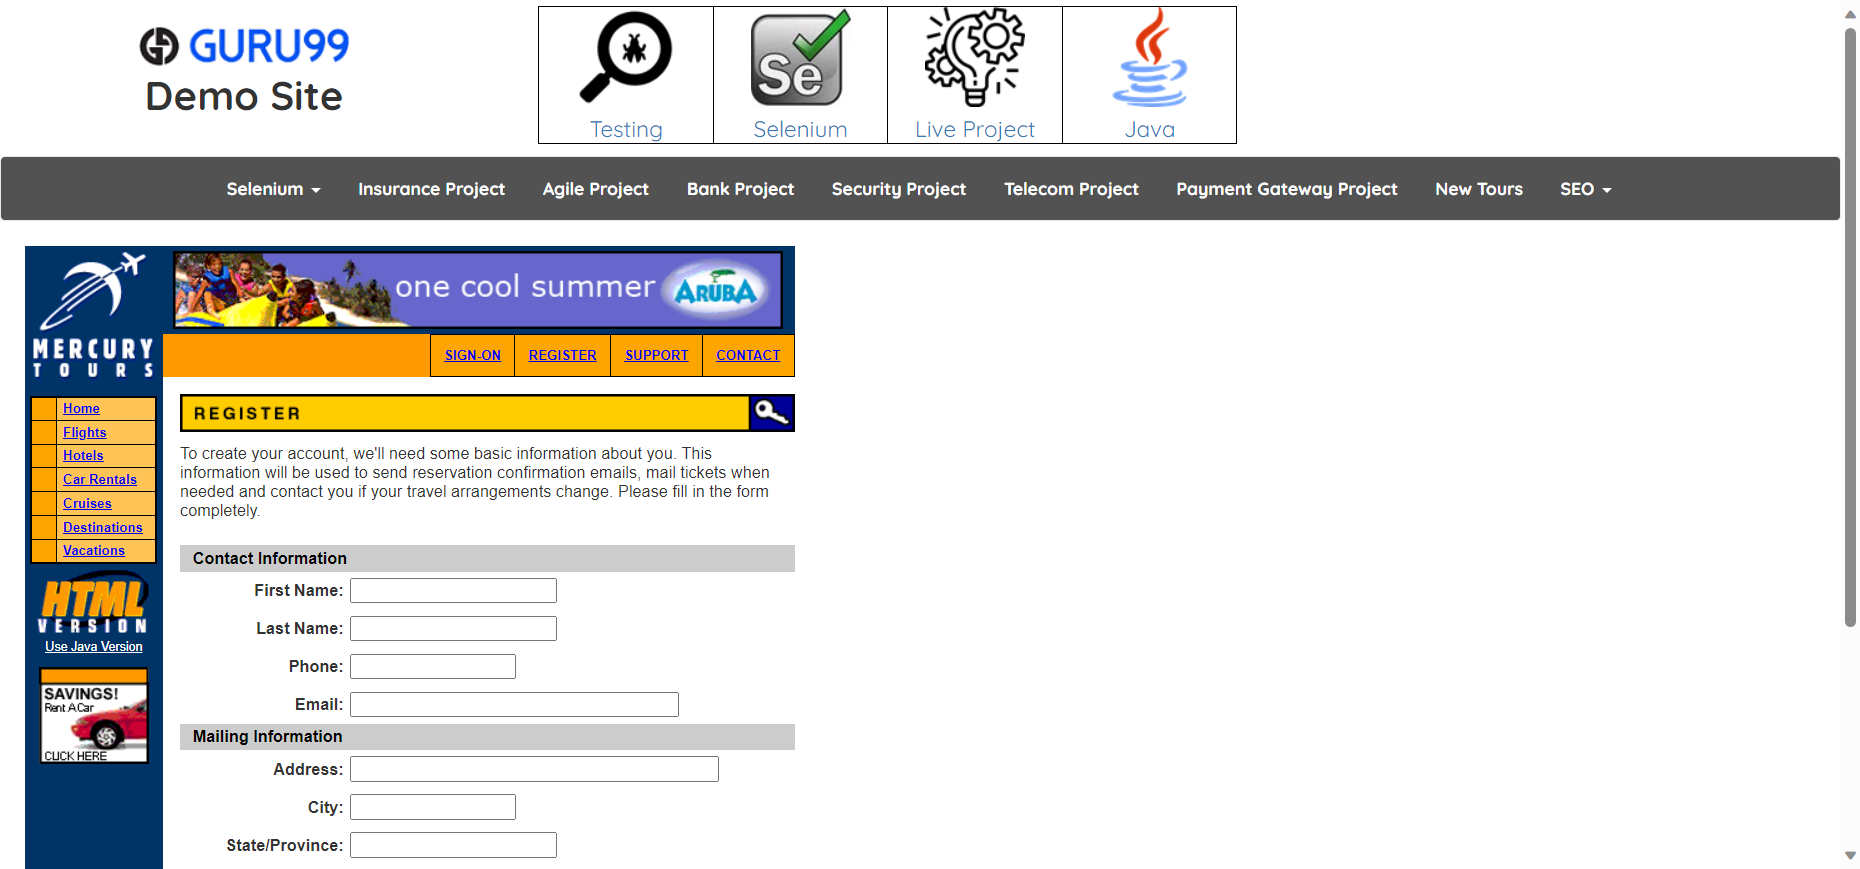 GURU99
Demo Site
Testing
Selenium
Se
Live Project
Java
Selenium
Insurance Project
Agile Project
Bank Project
Security Project
Telecom Project
Payment Gateway Project
New Tours
SEO
MERCURY
TOURS
one cool summer
ARUBA
SIGN-ON
REGISTER
SUPPORT
CONTACT
Home
Flights
Hotels
Car Rentals
Cruises
Destinations
Vacations
HTML
VERSION
Use Java Version
SAVINGS!
Rent A Car
CLICK HERE
REGISTER
To create your account, we'll need some basic information about you. This
information will be used to send reservation confirmation emails, mail tickets when
needed and contact you if your travel arrangements change. Please fill in the form
completely.
Contact Information
First Name:
Last Name:
Phone:
Email:
Mailing Information
Address:
City:
State/Province: